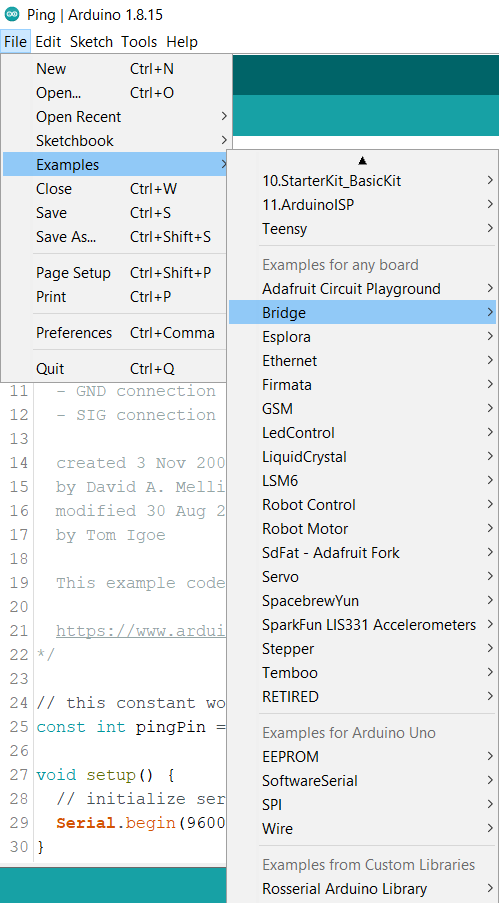 Ping | Arduino 1.8.15
File Edit Sketch Tools Help
New Ctrl+N
Open... Ctrl+O
Open Recent
Sketchbook
Examples
Close Ctrl+W
Save Ctrl+S
Save As... Ctrl+Shift+S
Page Setup Ctrl+Shift+P
Print Ctrl+P
Preferences Ctrl+Comma
Quit Ctrl+Q
10.StarterKit_BasicKit
11.ArduinoISP
Teensy
Examples for any board
Adafruit Circuit Playground
Bridge
Esplora
Ethernet
Firmata
GSM
LedControl
LiquidCrystal
LSM6
Robot Control
Robot Motor
SdFat - Adafruit Fork
Servo
SpacebrewYun
SparkFun LIS331 Accelerometers
Stepper
Temboo
RETIRED
Examples for Arduino Uno
EEPROM
SoftwareSerial
SPI
Wire
Examples from Custom Libraries
Rosserial Arduino Library
11 - GND connection
12 - SIG connection
13
14 created 3 Nov 200
15 by David A. Melli
16 modified 30 Aug 2
17 by Tom Igoe
18
19 This example code
20
21 https://www.ardui
22 */
23
24 // this constant wo
25 const int pingPin =
26
27 void setup() {
28 // initialize ser
29 Serial.begin(9600
30 }